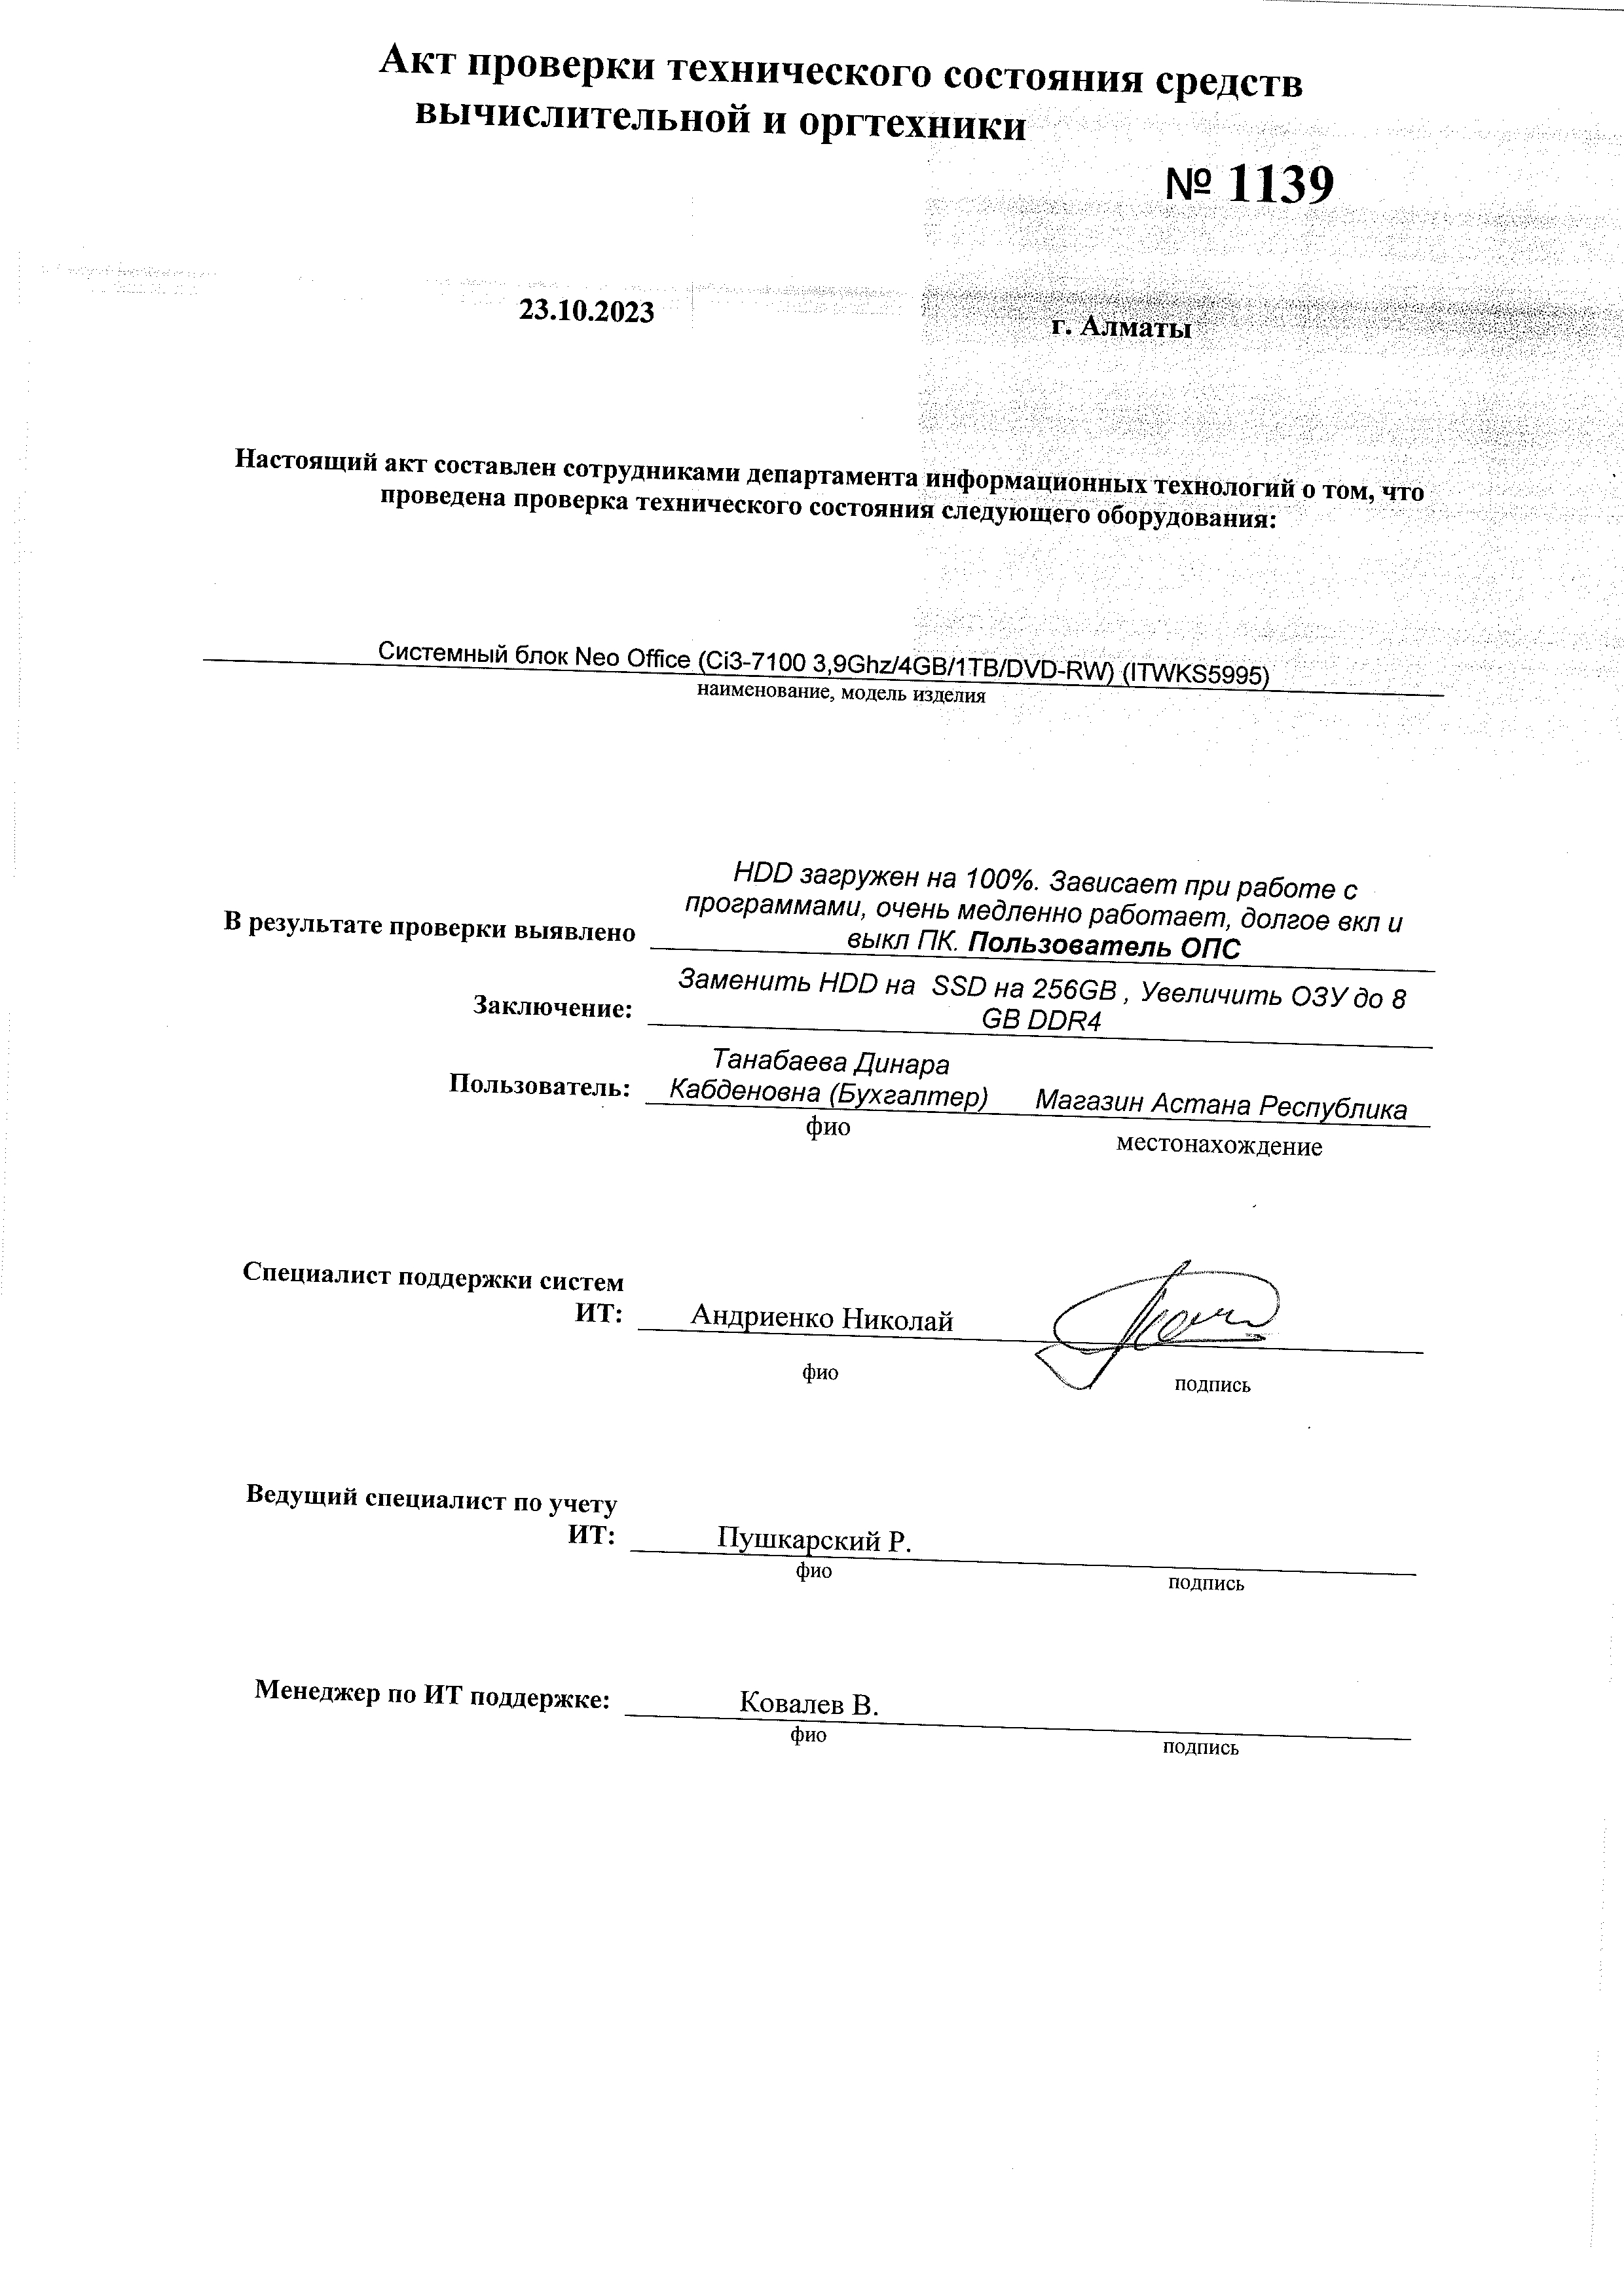 Акт проверки технического состояния средств
вычислительной и оргтехники
№ 1139
23.10.2023 г. Алматы
Настоящий акт составлен сотрудниками департамента информационных технологий о том, что
проведена проверка технического состояния следующего оборудования:
Системный блок Neo Office (Ci3-7100 3,9Ghz/4GB/1TB/DVD-RW) (ITWKS5995)
наименование, модель изделия
HDD загружен на 100%. Зависает при работе с
программами, очень медленно работает, долгое вкл и
В результате проверки выявлено выкл ПК. Пользователь ОПС
Заменить HDD на SSD на 256GB , Увеличить ОЗУ до 8
Заключение: GB DDR4
Танабаева Динара
Пользователь: Кабденовна (Бухгалтер) Магазин Астана Республика
фио местонахождение
Специалист поддержки систем
ИТ: Андриенко Николай
фио подпись
Ведущий специалист по учету
ИТ: Пушкарский Р.
фио подпись
Менеджер по ИТ поддержке: Ковалев В.
фио подпись